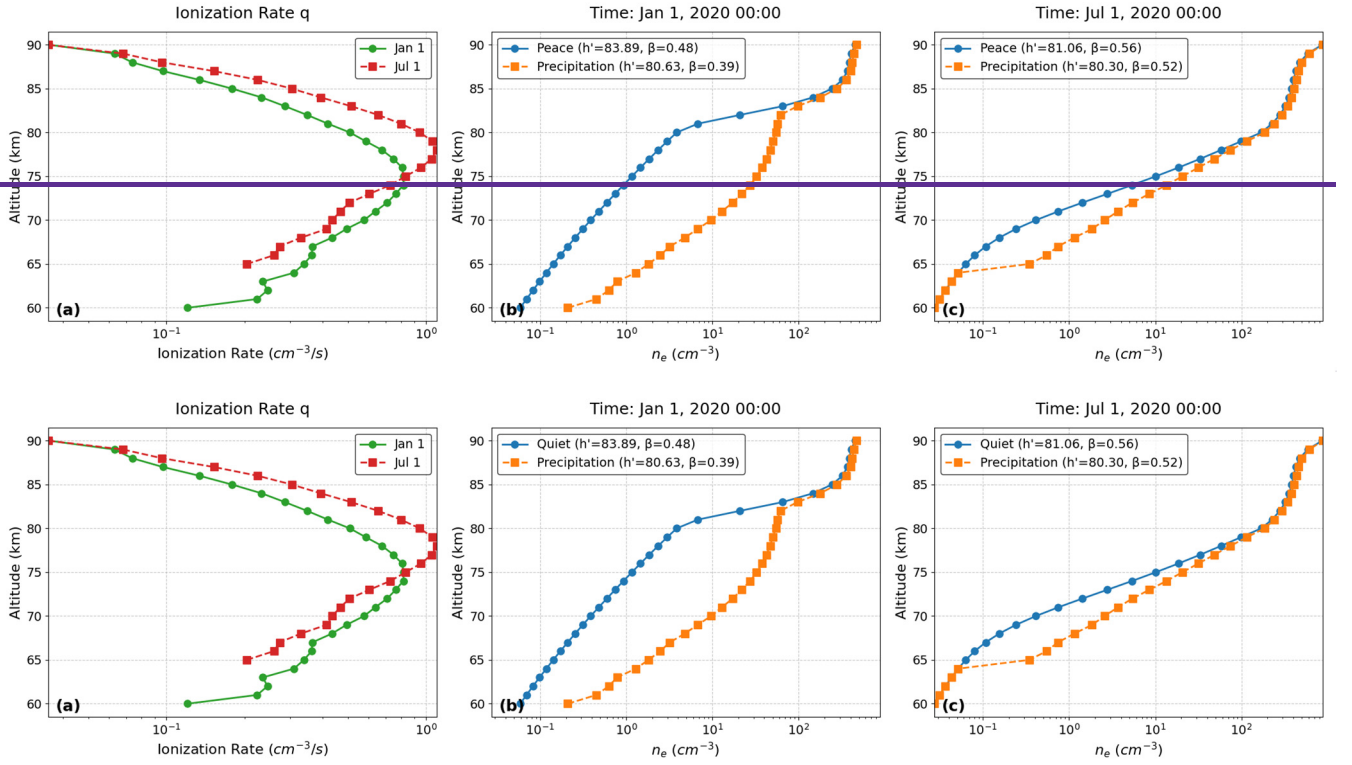 Ionization Rate q
Time: Jan 1, 2020 00:00
Time: Jul 1, 2020 00:00
Altitude (km)
90
85
80
75
70
65
60
Jan 1
Jul 1
(a)
10⁻¹
10⁰
Ionization Rate (cm⁻³/s)
Altitude (km)
90
85
80
75
70
65
60
Peace (h'=83.89, β=0.48)
Precipitation (h'=80.63, β=0.39)
(b)
10⁻¹
10⁰
10¹
10²
nₑ (cm⁻³)
Altitude (km)
90
85
80
75
70
65
60
Peace (h'=81.06, β=0.56)
Precipitation (h'=80.30, β=0.52)
(c)
10⁻¹
10⁰
10¹
10²
nₑ (cm⁻³)
Ionization Rate q
Time: Jan 1, 2020 00:00
Time: Jul 1, 2020 00:00
Altitude (km)
90
85
80
75
70
65
60
Jan 1
Jul 1
(a)
10⁻¹
10⁰
Ionization Rate (cm⁻³/s)
Altitude (km)
90
85
80
75
70
65
60
Quiet (h'=83.89, β=0.48)
Precipitation (h'=80.63, β=0.39)
(b)
10⁻¹
10⁰
10¹
10²
nₑ (cm⁻³)
Altitude (km)
90
85
80
75
70
65
60
Quiet (h'=81.06, β=0.56)
Precipitation (h'=80.30, β=0.52)
(c)
10⁻¹
10⁰
10¹
10²
nₑ (cm⁻³)